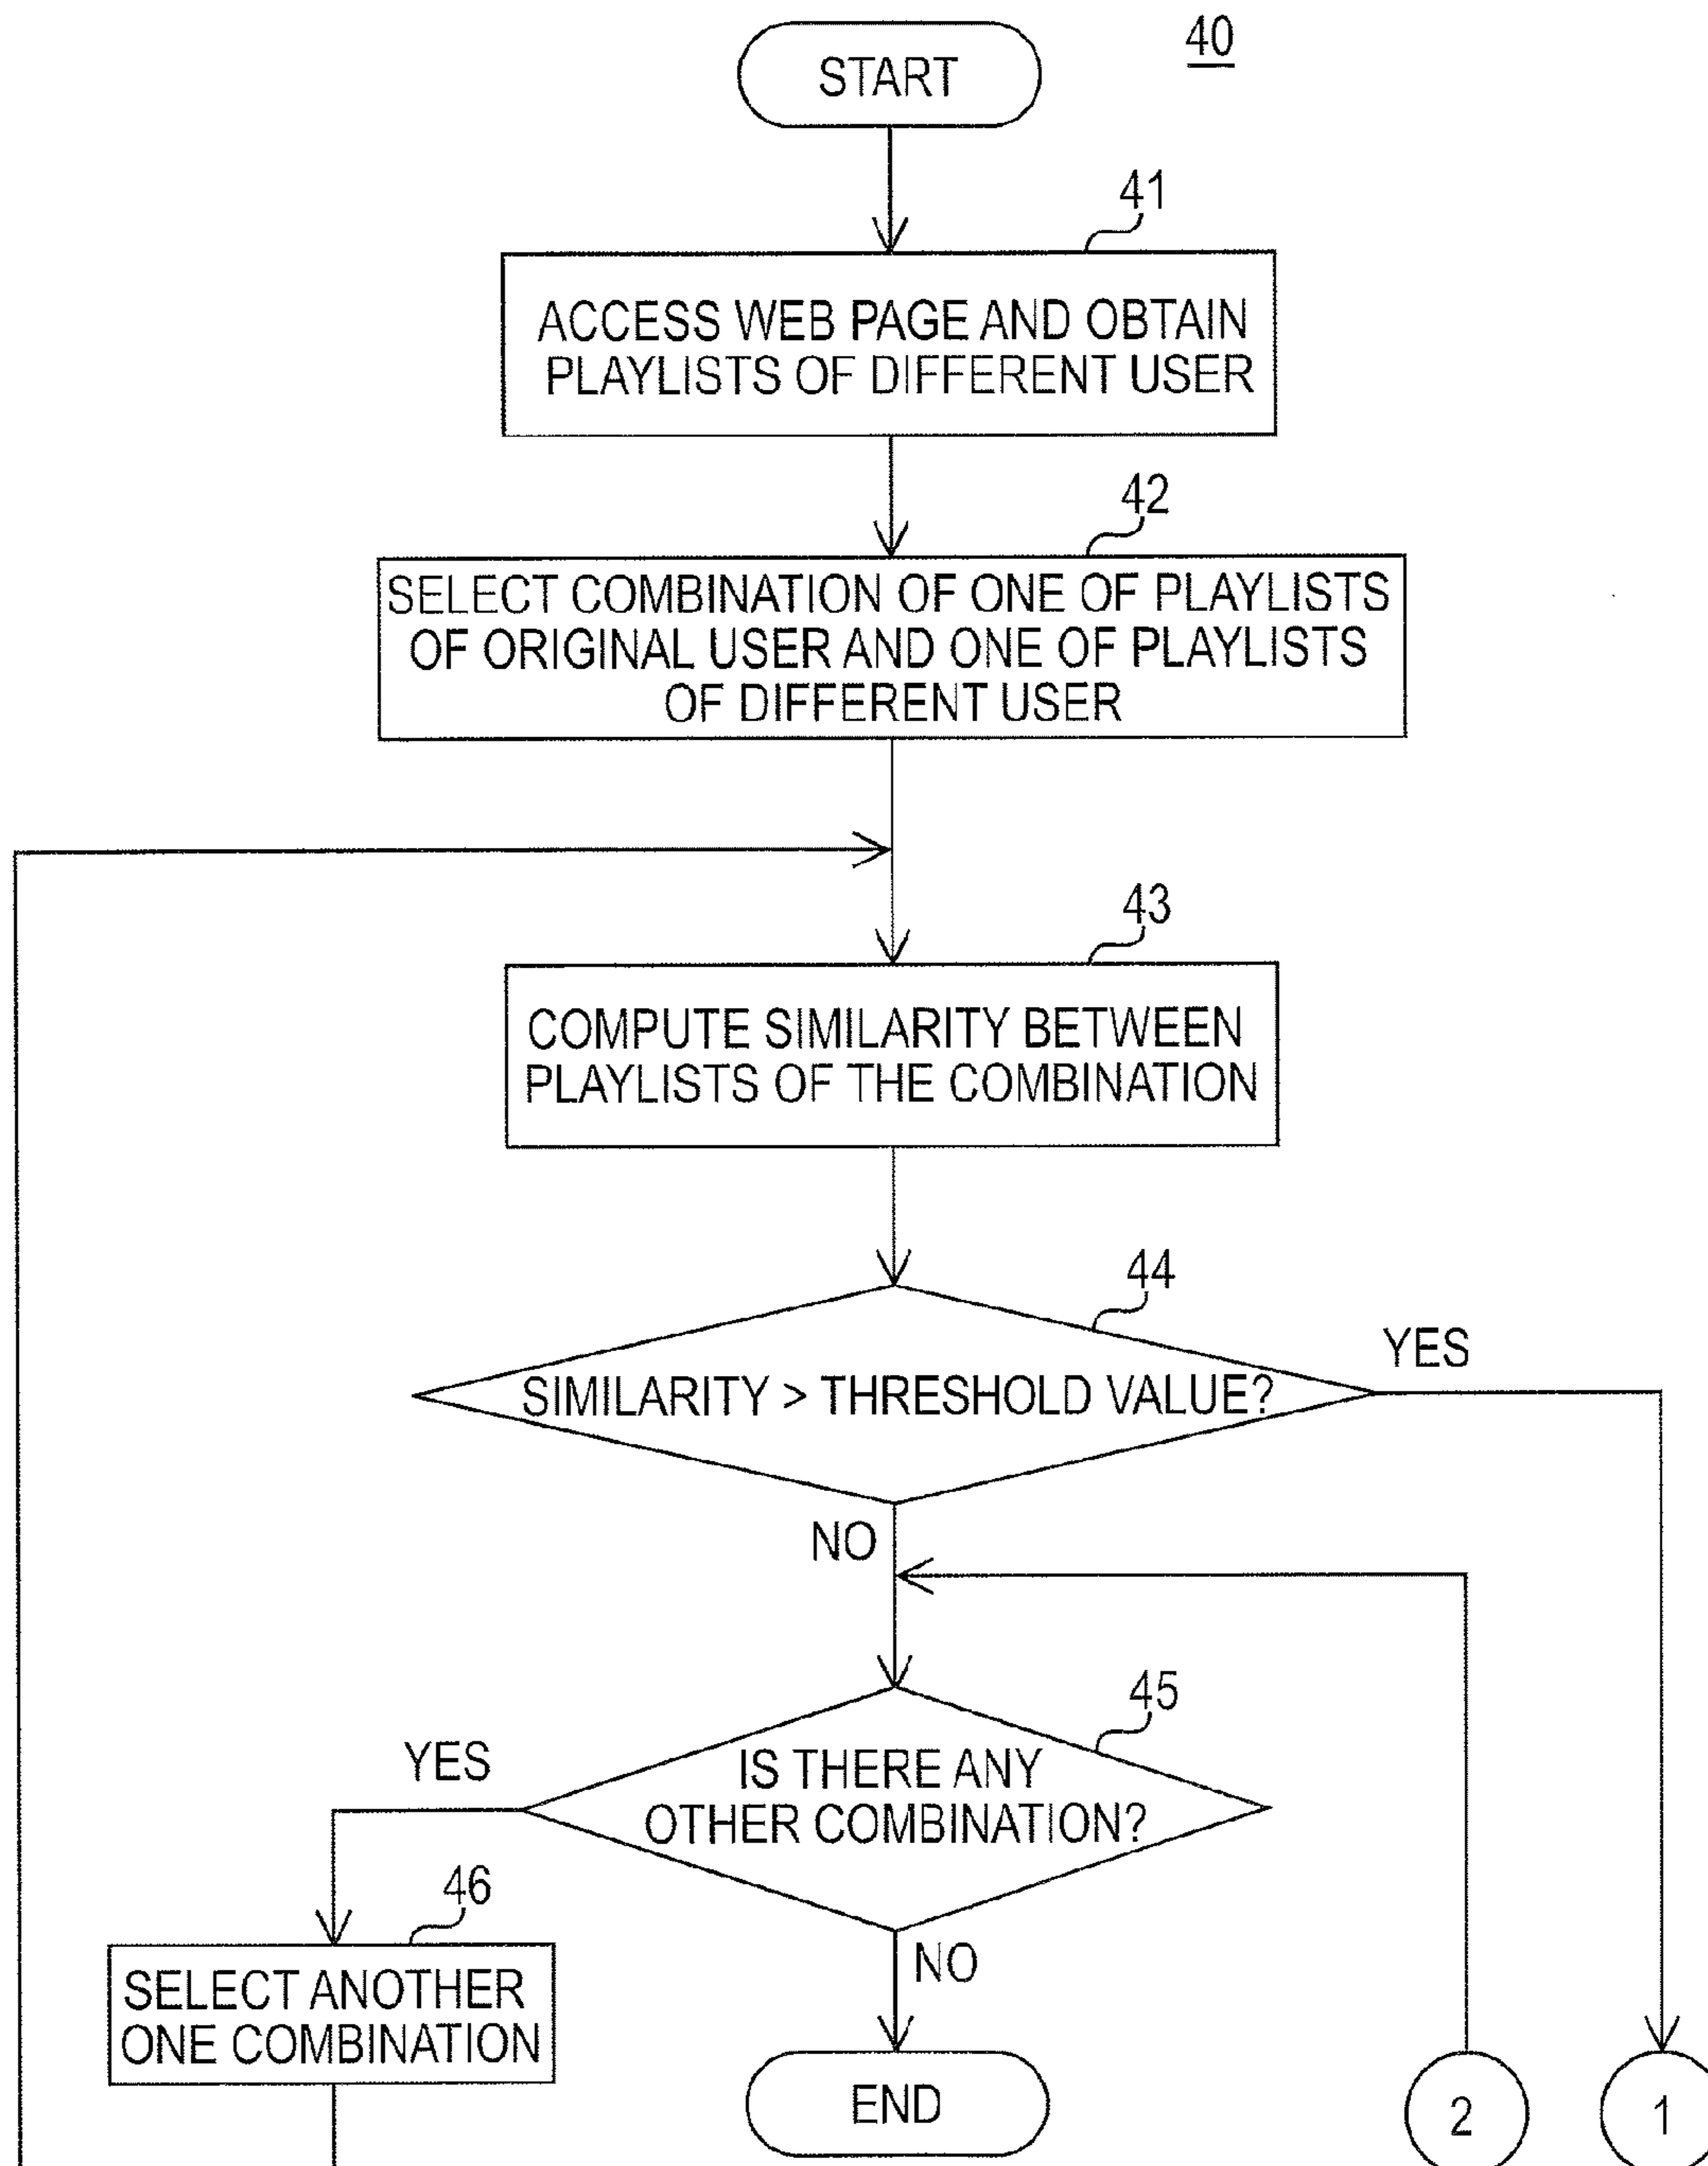 40
START
41
ACCESS WEB PAGE AND OBTAIN
PLAYLISTS OF DIFFERENT USER
42
SELECT COMBINATION OF ONE OF PLAYLISTS
OF ORIGINAL USER AND ONE OF PLAYLISTS
OF DIFFERENT USER
43
COMPUTE SIMILARITY BETWEEN
PLAYLISTS OF THE COMBINATION
44
YES
SIMILARITY > THRESHOLD VALUE?
NO
45
YES
IS THERE ANY
OTHER COMBINATION?
46
NO
SELECT ANOTHER
ONE COMBINATION
END
2
1